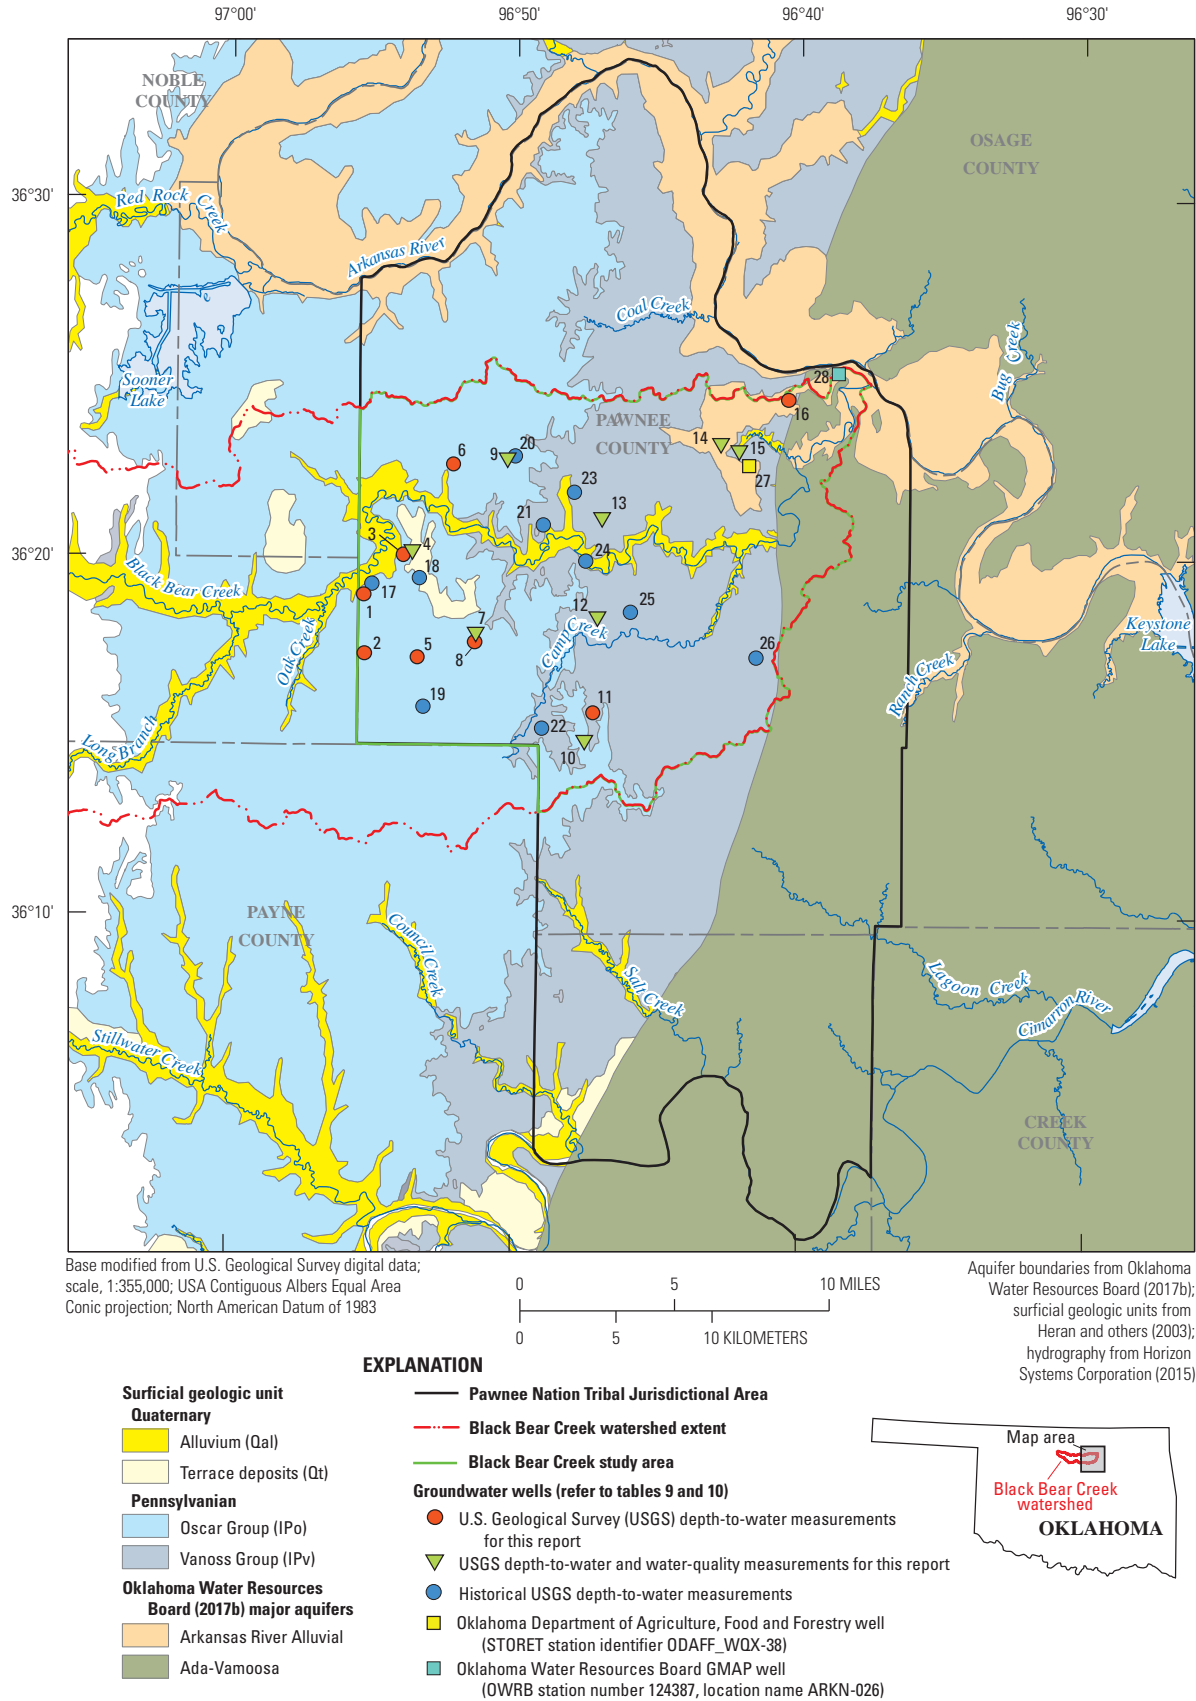 97°00'
96°50'
96°40'
96°30'
NOBLE
COUNTY
OSAGE
COUNTY
36°30'
Red Rock Creek
Arkansas River
Coal Creek
Bug Creek
Sooner
Lake
28
16
PAWNEE
COUNTY
14
15
27
6
9
20
23
13
21
3
4
24
36°20'
18
17
1
Black Bear Creek
7
12
25
Camp Creek
Keystone
Lake
2
5
8
26
Oak Creek
Ranch Creek
19
11
22
10
Long Branch
36°10'
PAYNE
COUNTY
Council Creek
Salt Creek
Lagoon Creek
Cimarron River
Stillwater Creek
CREEK
COUNTY
Base modified from U.S. Geological Survey digital data;
scale, 1:355,000; USA Contiguous Albers Equal Area
Conic projection; North American Datum of 1983
0 5 10 MILES
0 5 10 KILOMETERS
Aquifer boundaries from Oklahoma
Water Resources Board (2017b);
surficial geologic units from
Heran and others (2003);
hydrography from Horizon
Systems Corporation (2015)
EXPLANATION
Surficial geologic unit
Quaternary
Alluvium (Qal)
Terrace deposits (Qt)
Pennsylvanian
Oscar Group (IPo)
Vanoss Group (IPv)
Oklahoma Water Resources
Board (2017b) major aquifers
Arkansas River Alluvial
Ada-Vamoosa
Pawnee Nation Tribal Jurisdictional Area
Black Bear Creek watershed extent
Black Bear Creek study area
Groundwater wells (refer to tables 9 and 10)
U.S. Geological Survey (USGS) depth-to-water measurements
for this report
USGS depth-to-water and water-quality measurements for this report
Historical USGS depth-to-water measurements
Oklahoma Department of Agriculture, Food and Forestry well
(STORET station identifier ODAFF_WQX-38)
Oklahoma Water Resources Board GMAP well
(OWRB station number 124387, location name ARKN-026)
Map area
Black Bear Creek
watershed
OKLAHOMA